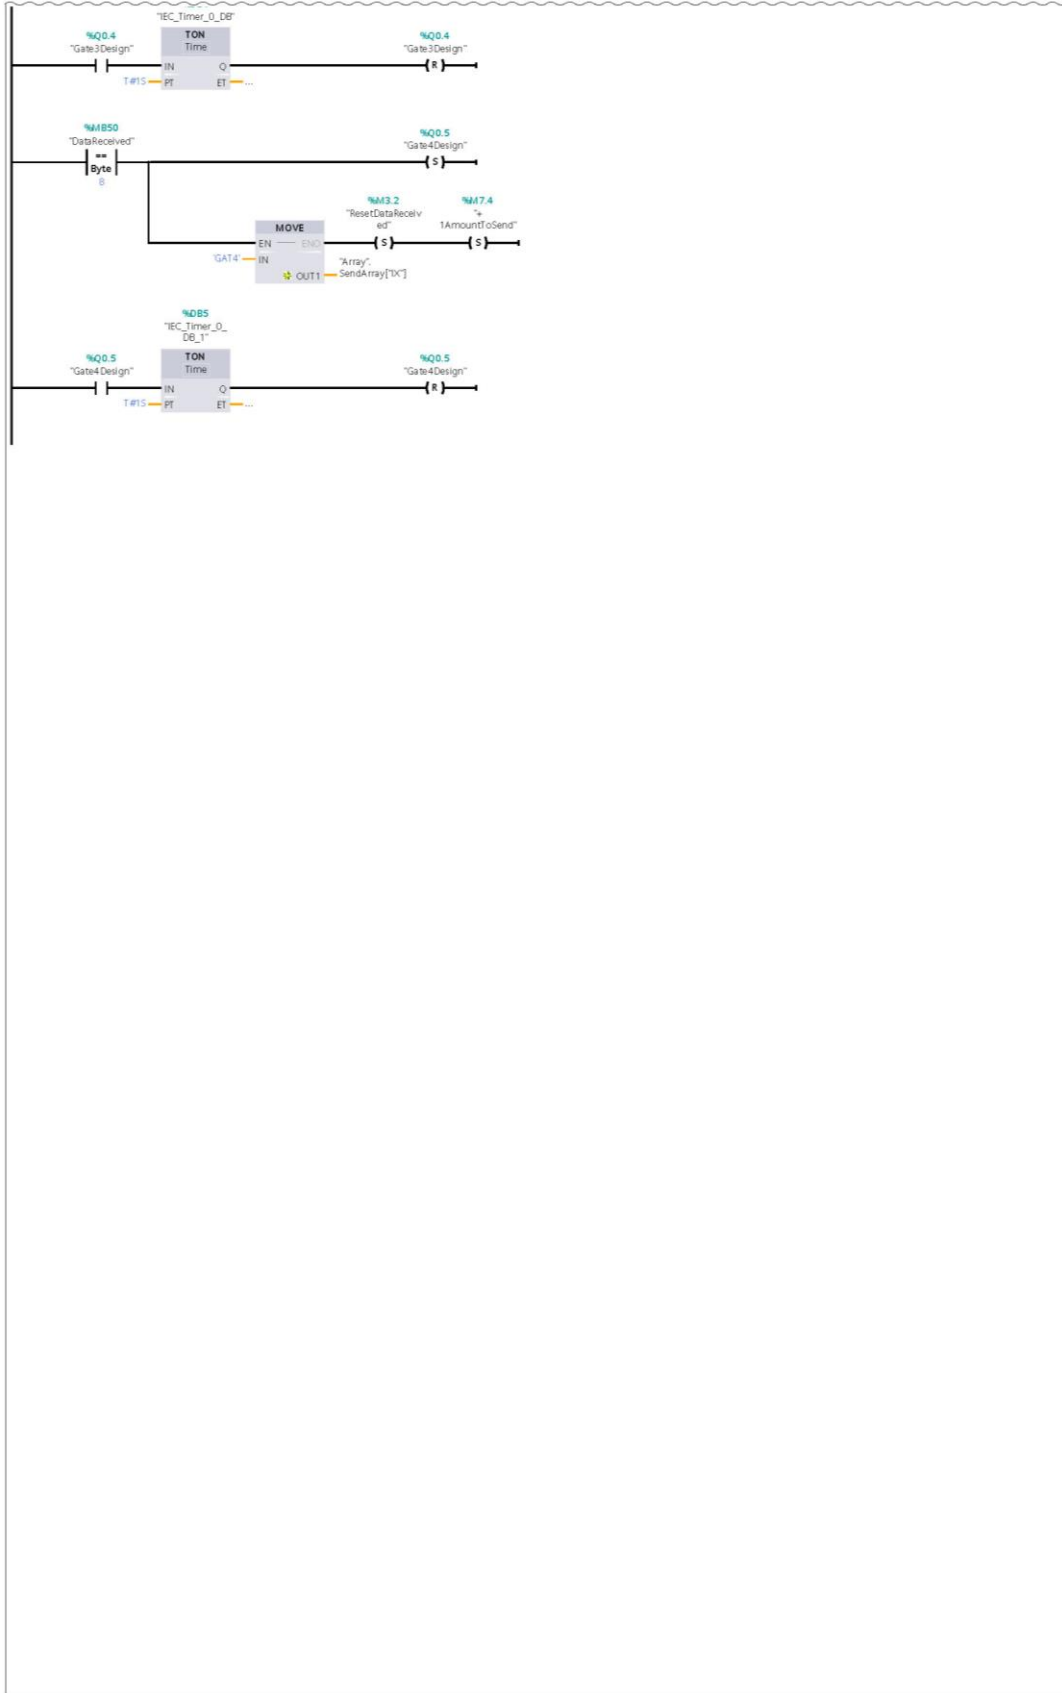 "IEC_Timer_0_DB"
%Q0.4
"Gate3Design"
TON
Time
%Q0.4
"Gate3Design"
IN
Q
R
T#1S
PT
ET
...
%MB50
"DataReceived"
==
Byte
8
%Q0.5
"Gate4Design"
S
MOVE
EN
ENO
'GAT4'
IN
OUT1
"Array".
SendArray["IX"]
%M3.2
"ResetDataReceiv
ed"
S
%M7.4
"+
1AmountToSend"
S
%DB5
"IEC_Timer_0_
DB_1"
%Q0.5
"Gate4Design"
TON
Time
%Q0.5
"Gate4Design"
IN
Q
R
T#1S
PT
ET
...